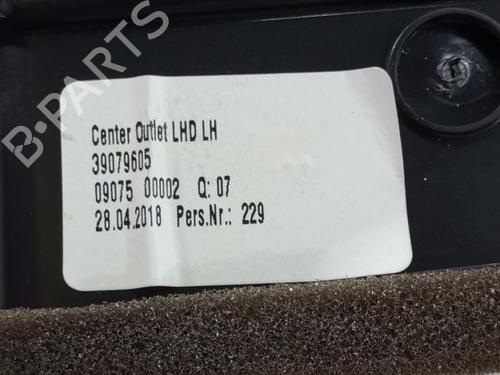 B-PARTS
Center Outlet LHD LH
39079605
09075 00002 Q: 07
28.04.2018 Pers.Nr.: 229